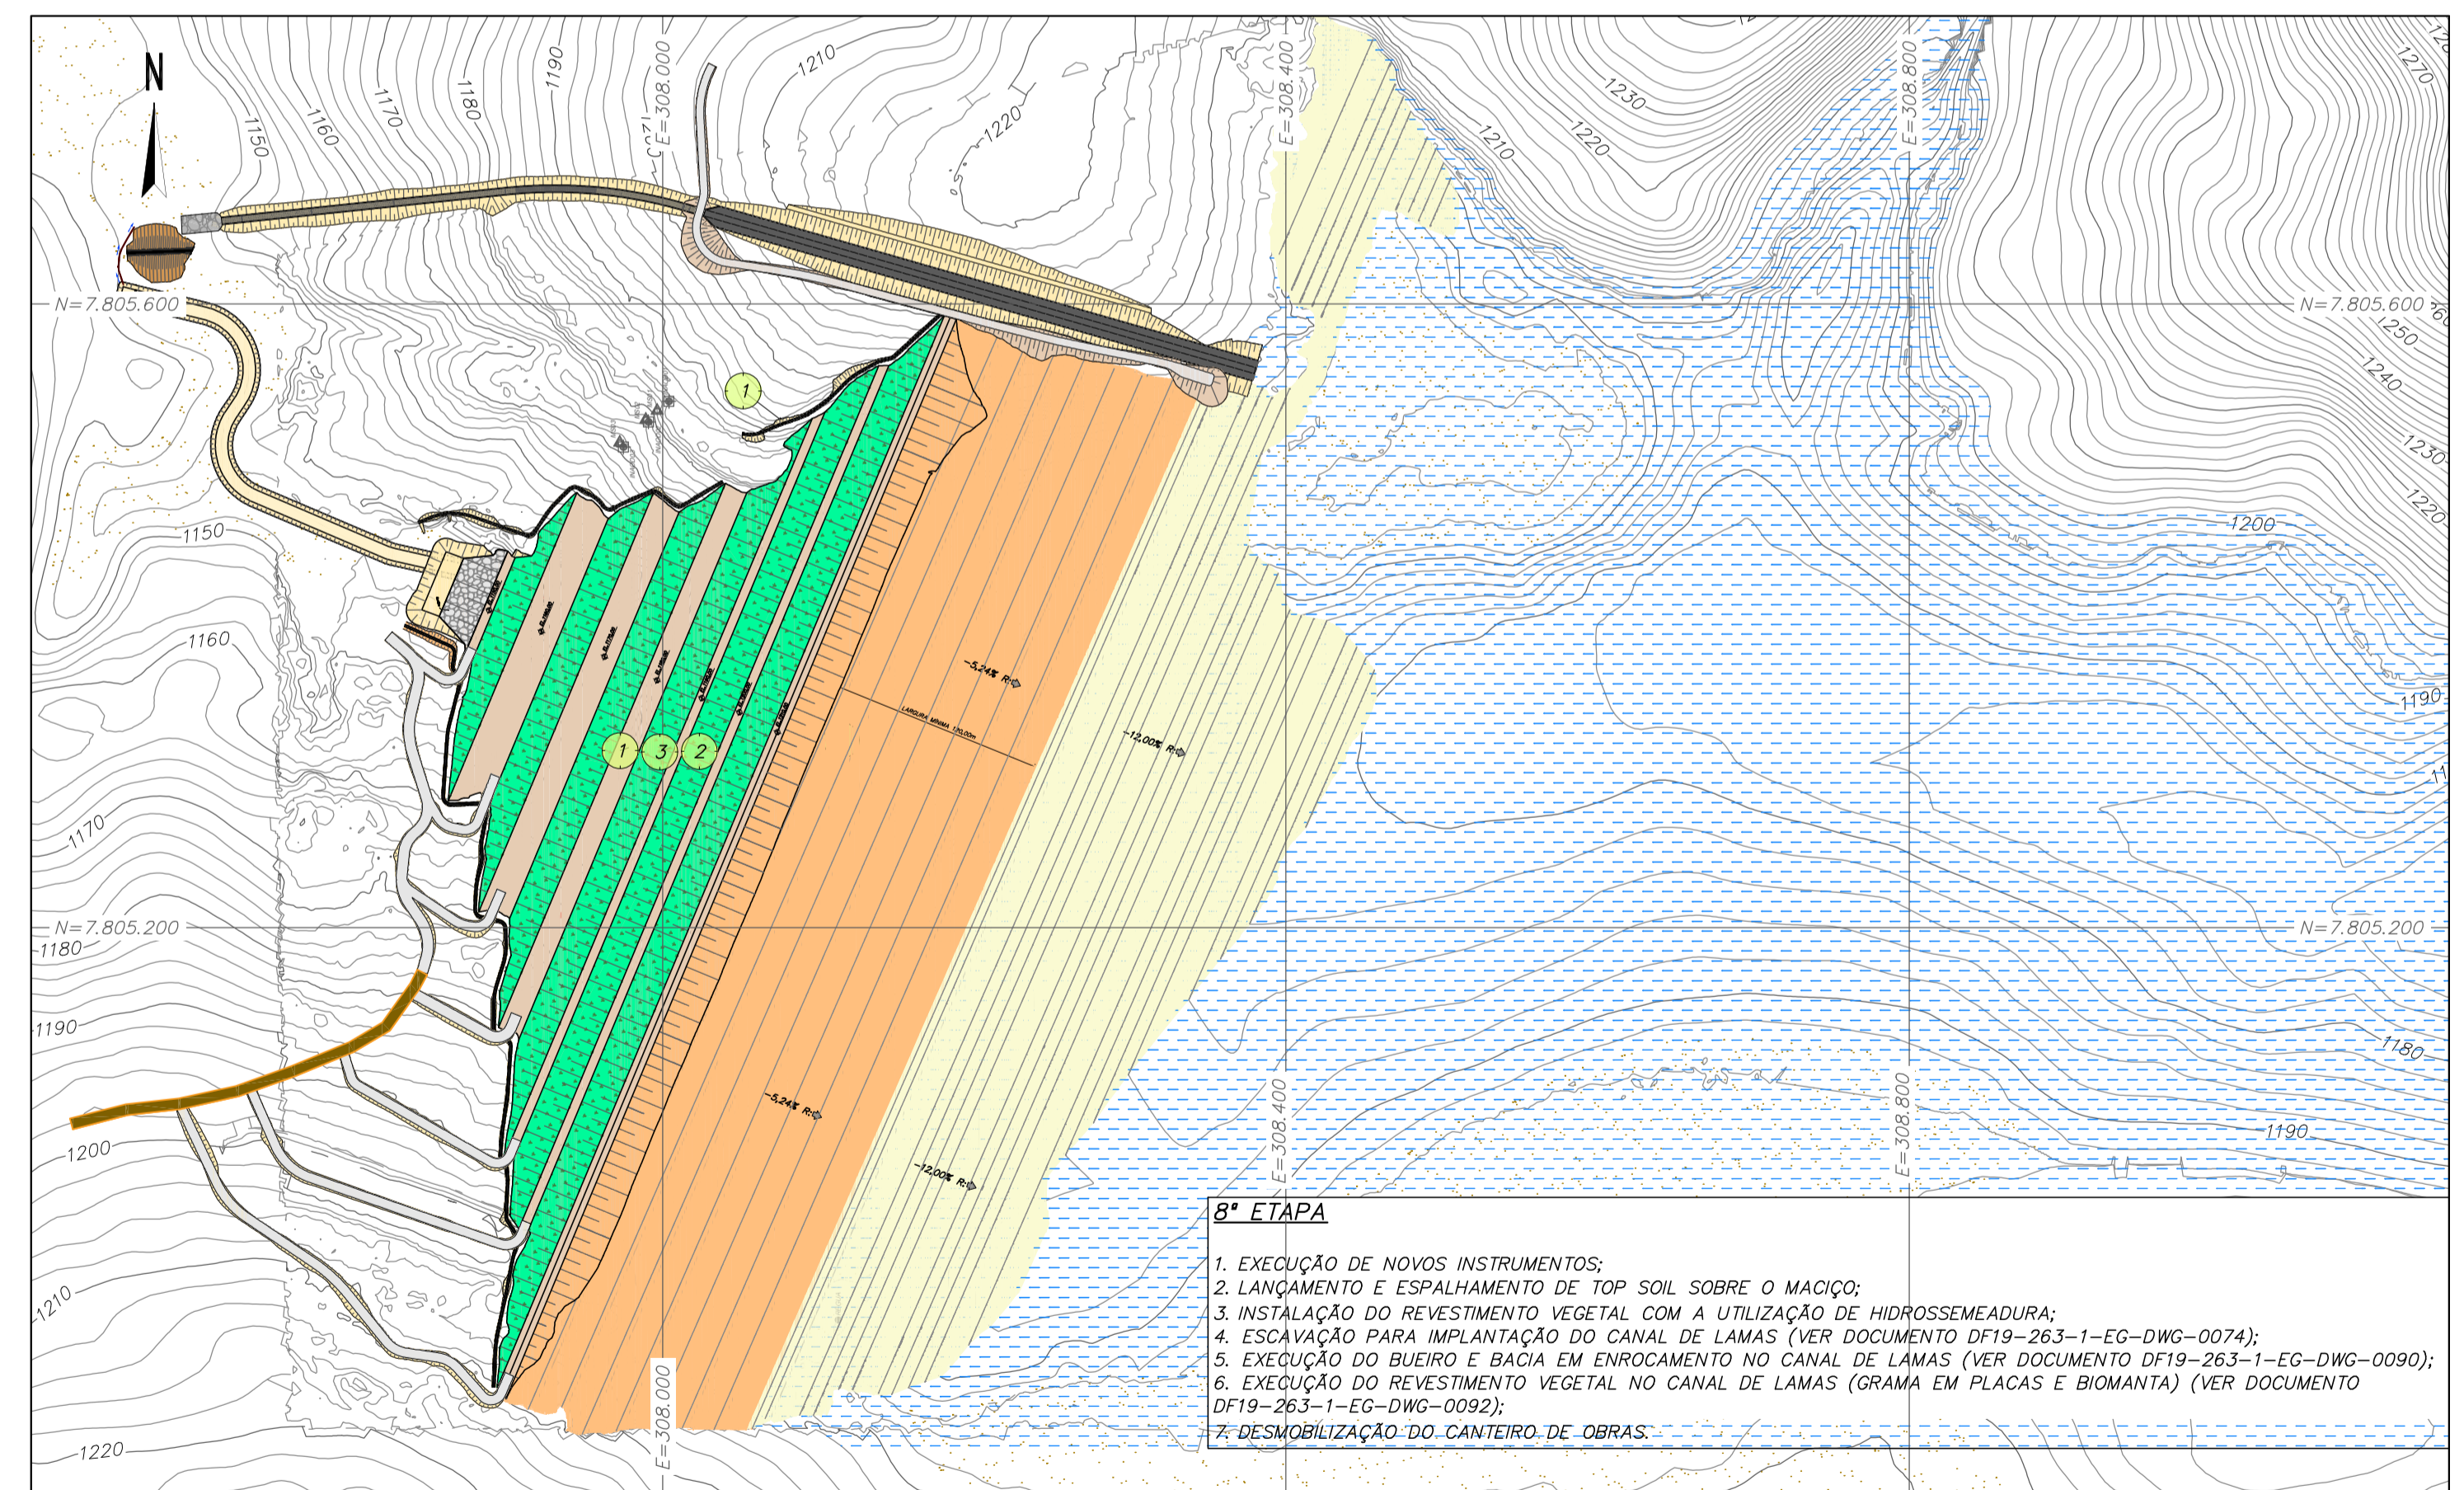 N
1150
1160
1170
1180
1190
E=308.000
1210
1220
E=308.400
1210
1220
1230
E=308.800
1270
N=7.805.600
N=7.805.600
1250
1240
1230
1220
1
1150
1200
1160
1190
-5,24% R:
LARGURA MÍNIMA 130,00m
-12,00% R:
1 3 2
1170
N=7.805.200
N=7.805.200
1180
1190
1180
-5,24% R:
E=308.400
E=308.800
1190
1200
-12,00% R:
1210
E=308.000
1220
8ª ETAPA
1. EXECUÇÃO DE NOVOS INSTRUMENTOS;
2. LANÇAMENTO E ESPALHAMENTO DE TOP SOIL SOBRE O MACIÇO;
3. INSTALAÇÃO DO REVESTIMENTO VEGETAL COM A UTILIZAÇÃO DE HIDROSSEMEADURA;
4. ESCAVAÇÃO PARA IMPLANTAÇÃO DO CANAL DE LAMAS (VER DOCUMENTO DF19-263-1-EG-DWG-0074);
5. EXECUÇÃO DO BUEIRO E BACIA EM ENROCAMENTO NO CANAL DE LAMAS (VER DOCUMENTO DF19-263-1-EG-DWG-0090);
6. EXECUÇÃO DO REVESTIMENTO VEGETAL NO CANAL DE LAMAS (GRAMA EM PLACAS E BIOMANTA) (VER DOCUMENTO
DF19-263-1-EG-DWG-0092);
7. DESMOBILIZAÇÃO DO CANTEIRO DE OBRAS.